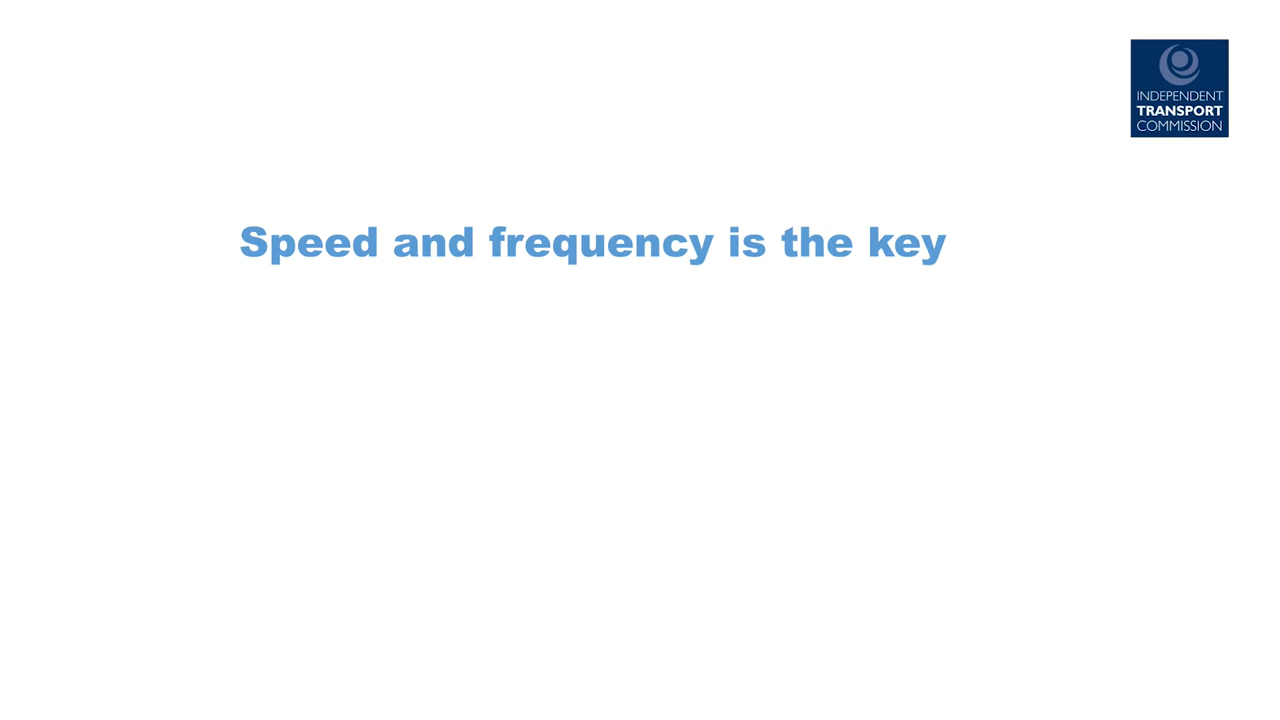 INDEPENDENT
TRANSPORT
COMMISSION
Speed and frequency is the key